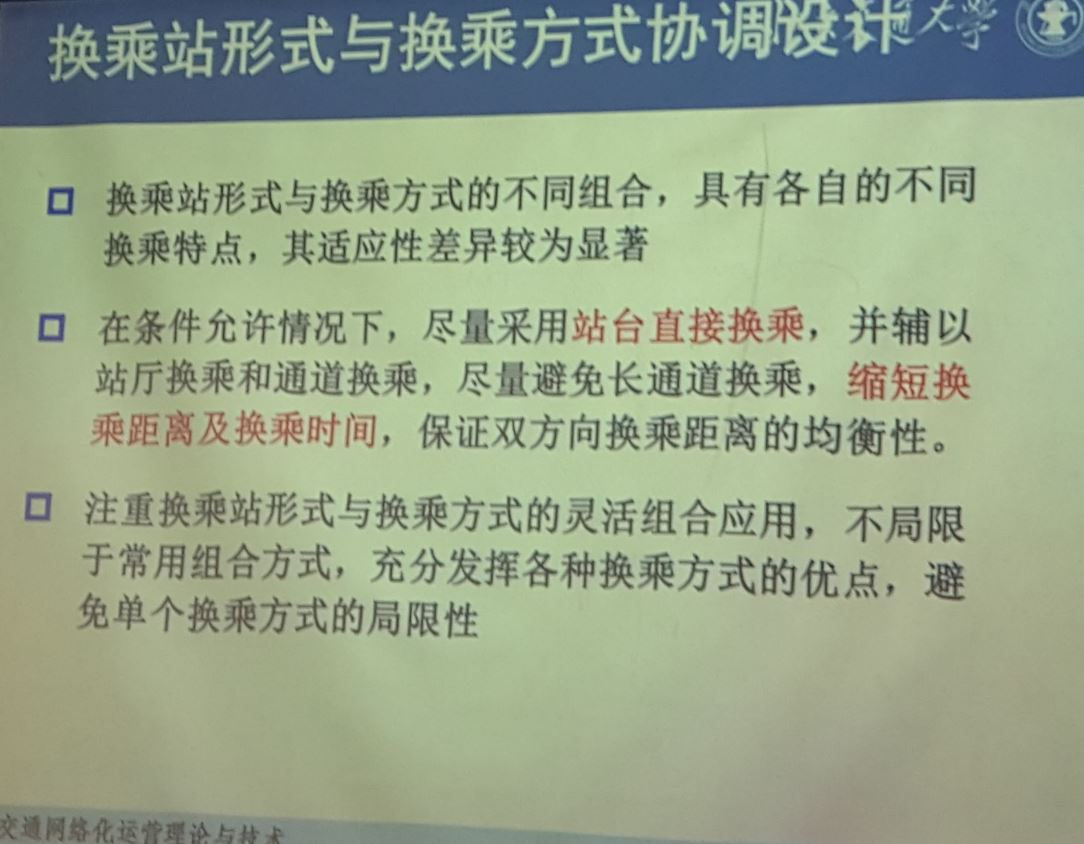 换乘站形式与换乘方式协调设计
通大學
换乘站形式与换乘方式的不同组合，具有各自的不同
换乘特点，其适应性差异较为显著
在条件允许情况下，尽量采用站台直接换乘，并辅以
站厅换乘和通道换乘，尽量避免长通道换乘，缩短换
乘距离及换乘时间，保证双方向换乘距离的均衡性。
注重换乘站形式与换乘方式的灵活组合应用，不局限
于常用组合方式，充分发挥各种换乘方式的优点，避
免单个换乘方式的局限性
交通网络化运营理论与技术